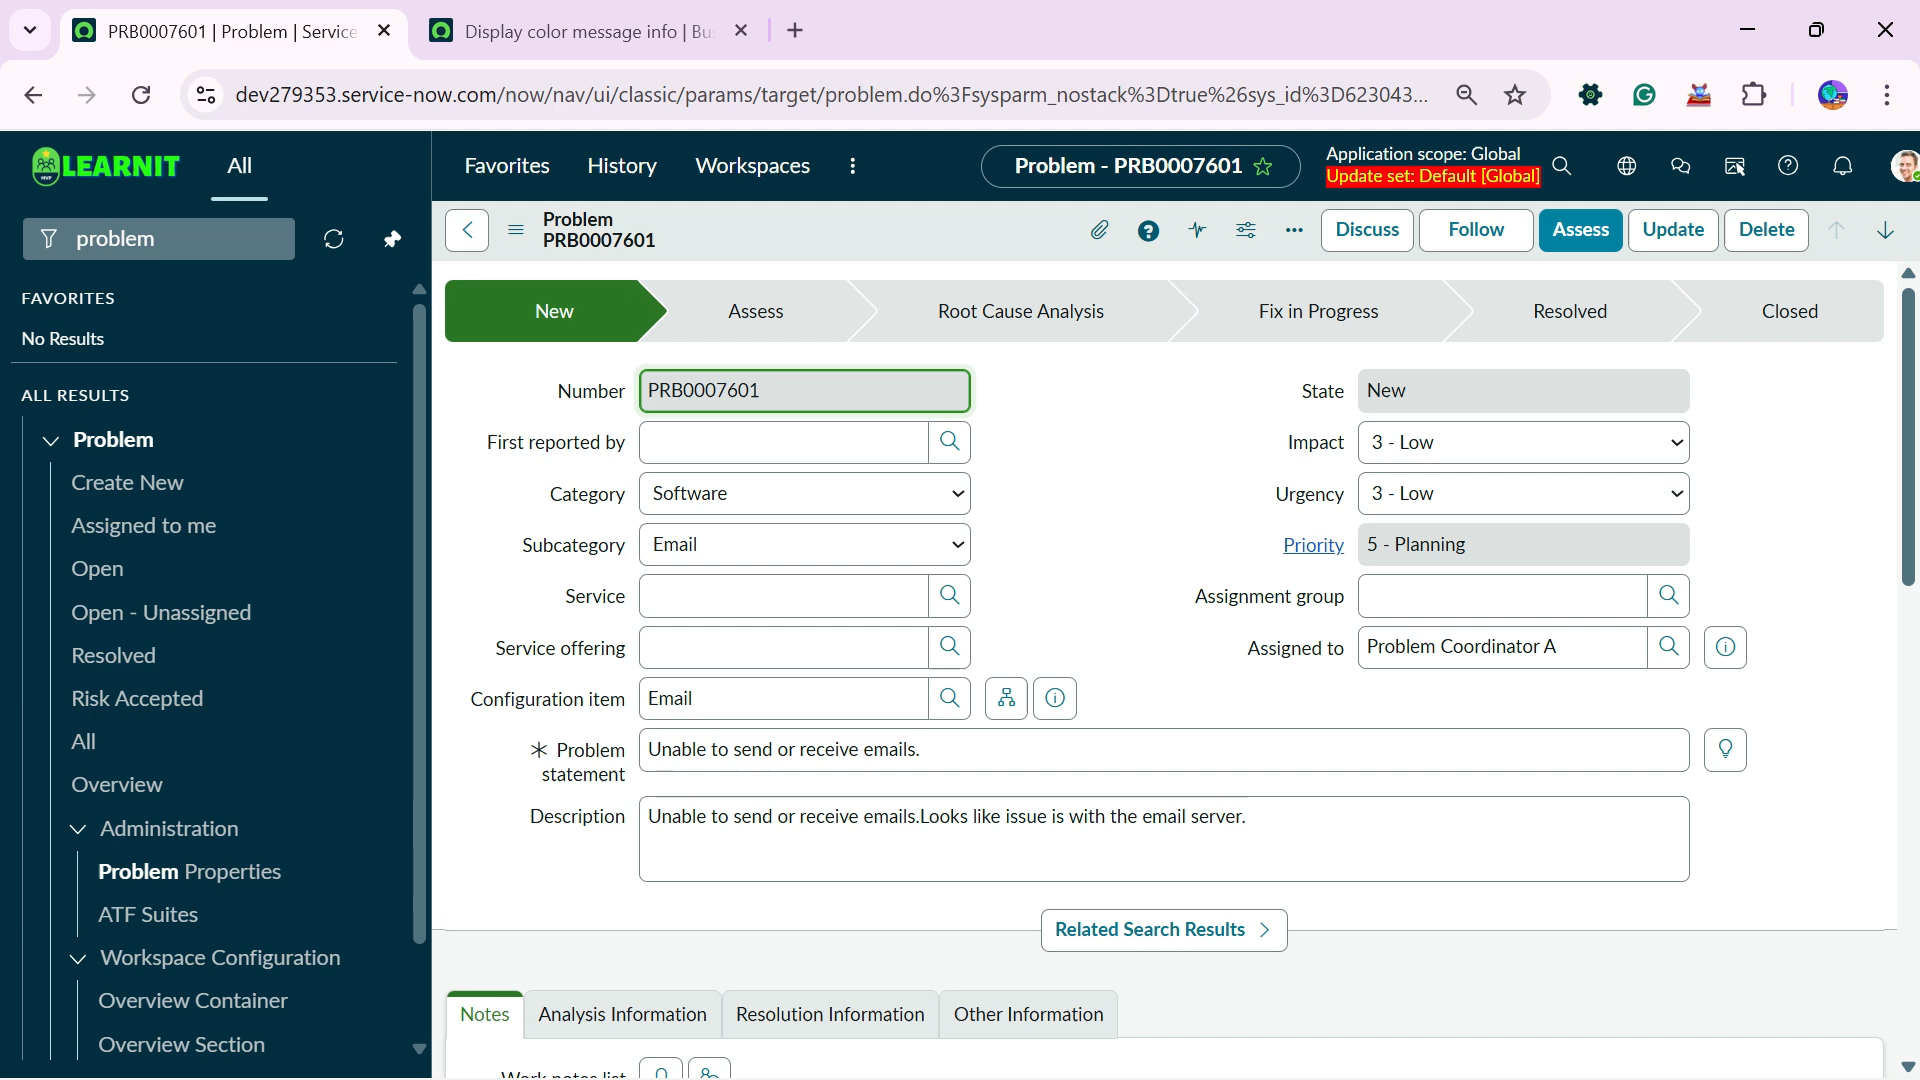 PRB0007601 | Problem | Service
Display color message info | Bu
dev279353.service-now.com/now/nav/ui/classic/params/target/problem.do%3Fsysparm_nostack%3Dtrue%26sys_id%3D623043...
LEARNIT
All
Favorites
History
Workspaces
Problem - PRB0007601
Application scope: Global
Update set: Default [Global]
problem
FAVORITES
No Results
ALL RESULTS
Problem
Create New
Assigned to me
Open
Open - Unassigned
Resolved
Risk Accepted
All
Overview
Administration
Problem Properties
ATF Suites
Workspace Configuration
Overview Container
Overview Section
Problem
PRB0007601
Discuss
Follow
Assess
Update
Delete
New
Assess
Root Cause Analysis
Fix in Progress
Resolved
Closed
Number PRB0007601
First reported by
Category Software
Subcategory Email
Service
Service offering
Configuration item Email
State New
Impact 3 - Low
Urgency 3 - Low
Priority 5 - Planning
Assignment group
Assigned to Problem Coordinator A
Problem
statement
Unable to send or receive emails.
Description Unable to send or receive emails.Looks like issue is with the email server.
Related Search Results
Notes
Analysis Information
Resolution Information
Other Information
Work notes list